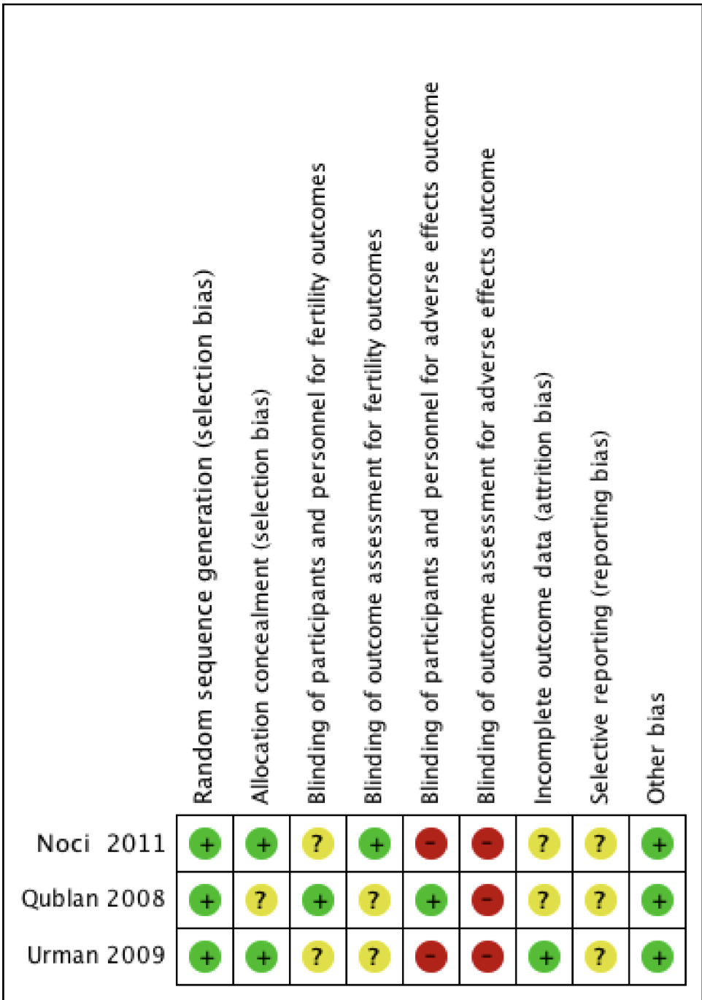 Random sequence generation (selection bias)
Allocation concealment (selection bias)
Blinding of participants and personnel for fertility outcomes
Blinding of outcome assessment for fertility outcomes
Blinding of participants and personnel for adverse effects outcome
Blinding of outcome assessment for adverse effects outcome
Incomplete outcome data (attrition bias)
Selective reporting (reporting bias)
Other bias
Noci 2011 + + ? + - - ? ? +
Qublan 2008 + ? + ? + - ? ? +
Urman 2009 + + ? ? - - + ? +